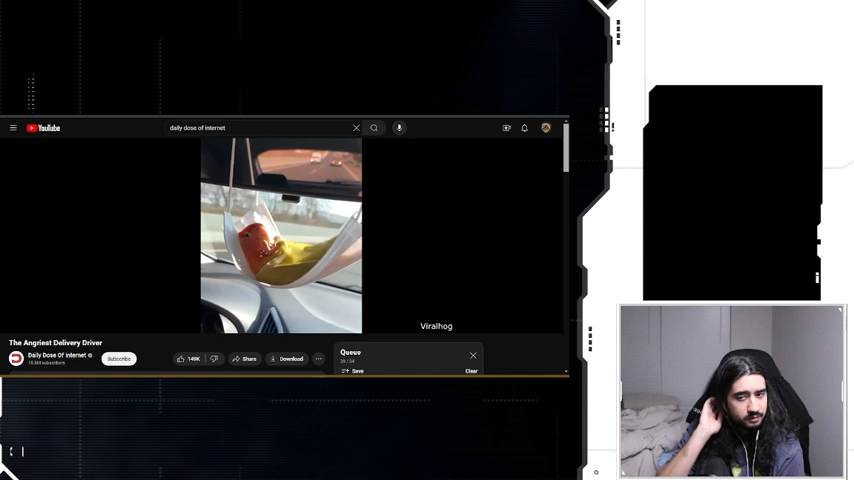 YouTube
daily dose of internet
Viralhog
The Angriest Delivery Driver
Daily Dose Of Internet
Subscribe
149K
Share
Download
Queue
Save
Clear